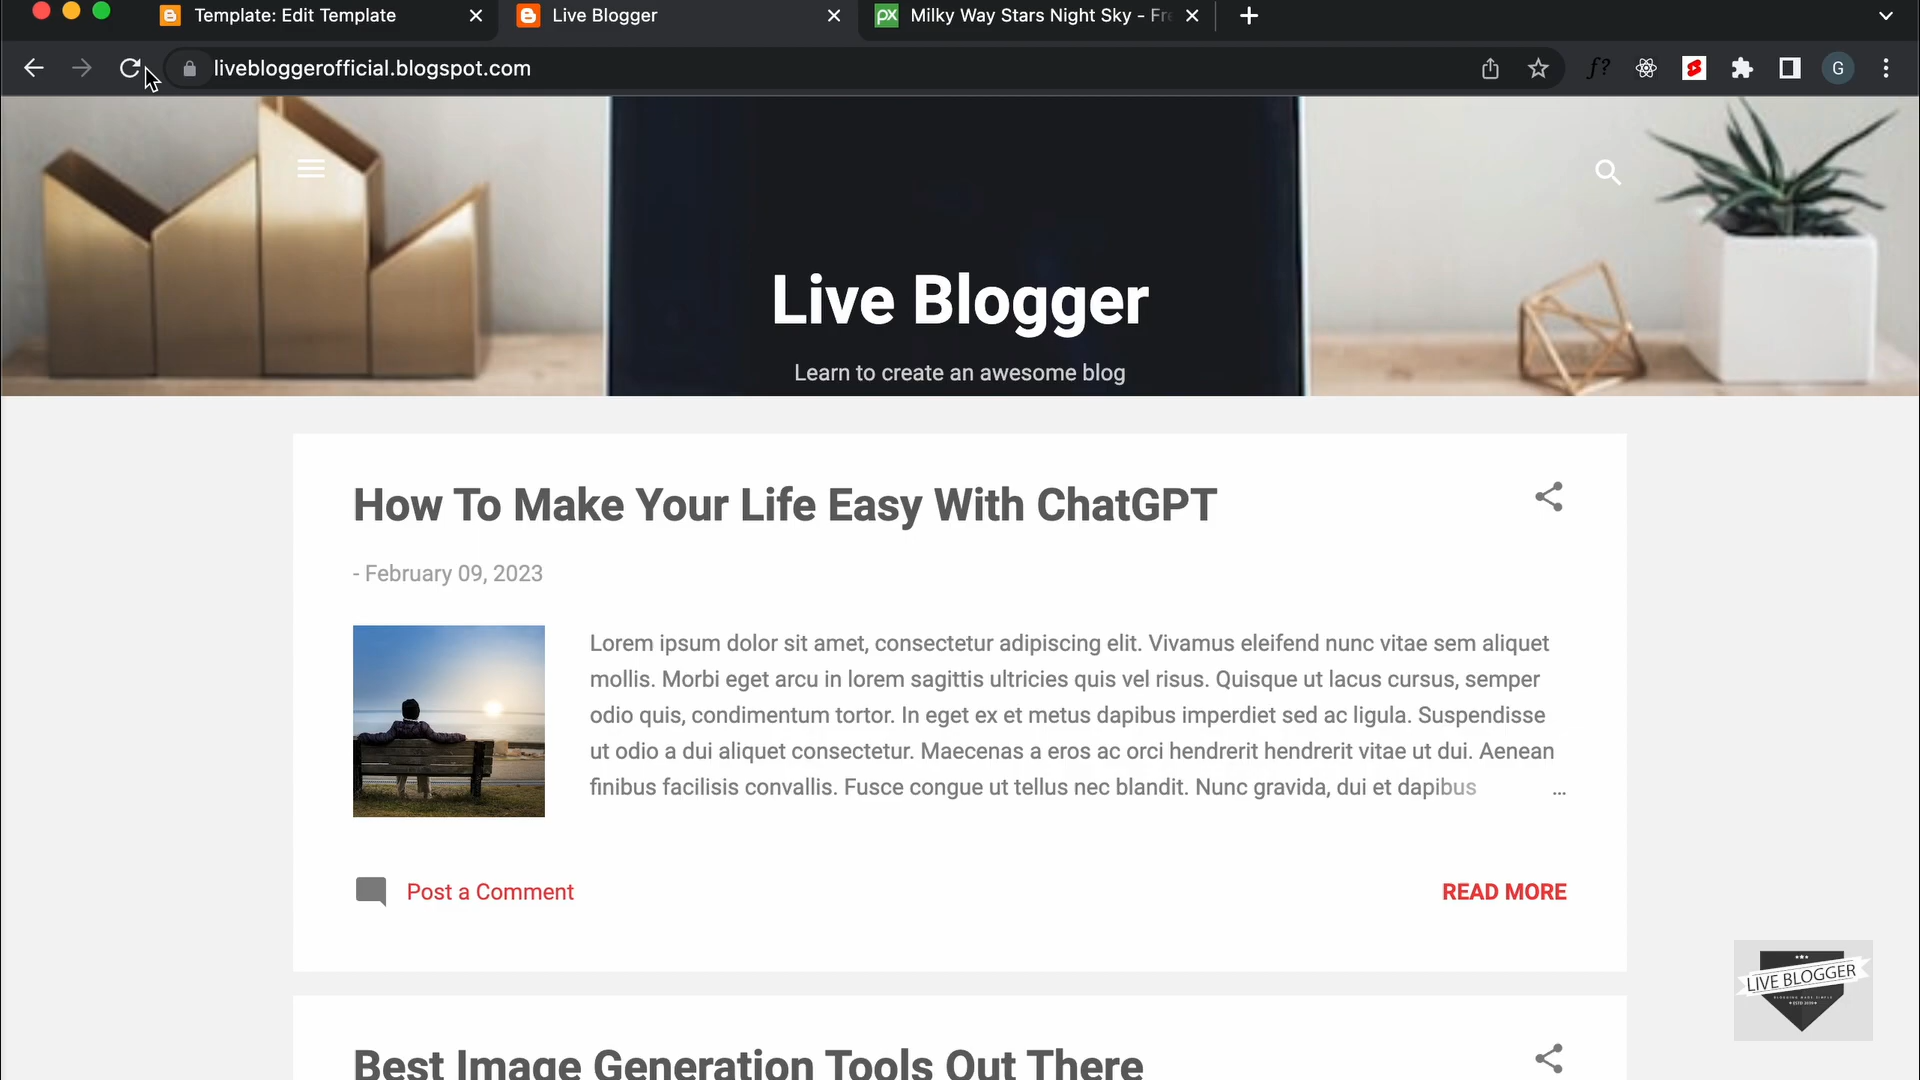 Template: Edit Template
Live Blogger
Milky Way Stars Night Sky - Fre
livebloggerofficial.blogspot.com
f?
G
Live Blogger
Learn to create an awesome blog
How To Make Your Life Easy With ChatGPT
- February 09, 2023
Lorem ipsum dolor sit amet, consectetur adipiscing elit. Vivamus eleifend nunc vitae sem aliquet
mollis. Morbi eget arcu in lorem sagittis ultricies quis vel risus. Quisque ut lacus cursus, semper
odio quis, condimentum tortor. In eget ex et metus dapibus imperdiet sed ac ligula. Suspendisse
ut odio a dui aliquet consectetur. Maecenas a eros ac orci hendrerit hendrerit vitae ut dui. Aenean
finibus facilisis convallis. Fusce congue ut tellus nec blandit. Nunc gravida, dui et dapibus ...
Post a Comment
READ MORE
LIVE BLOGGER
Best Image Generation Tools Out There